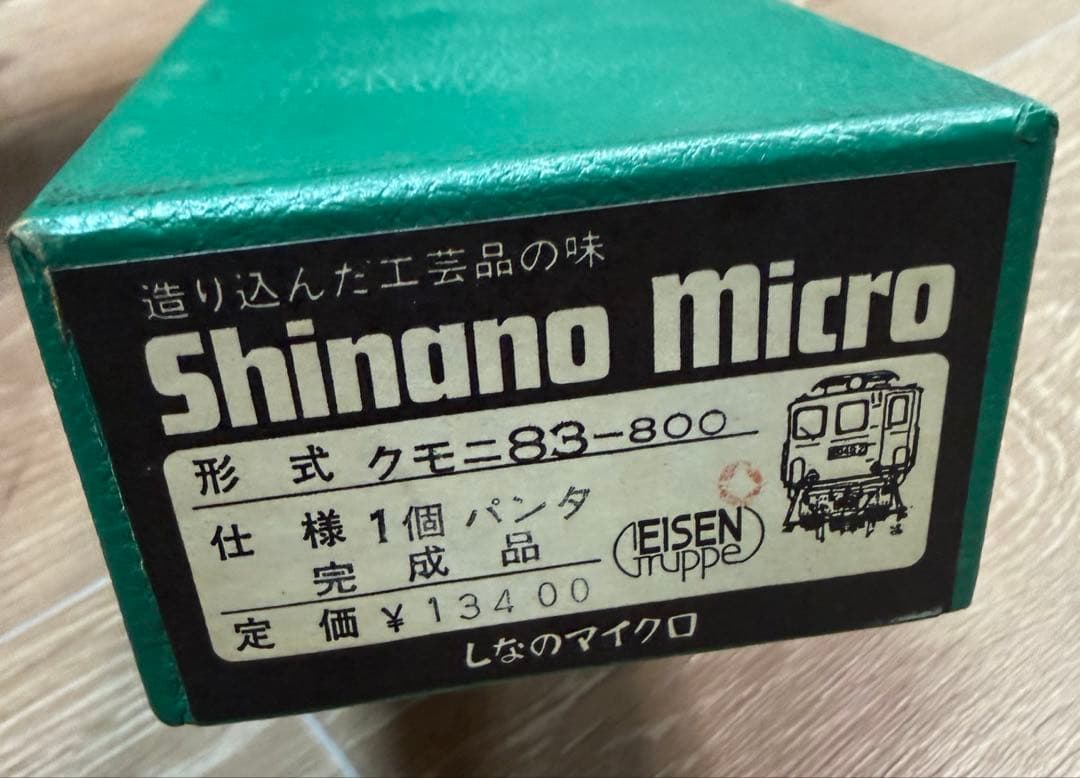 造り込んだ工芸品の味
Shinano Micro
形式 クモニ83-800
仕様 1個パンタ
完成品
EISEN
Gruppe
定価 ¥13400
しなのマイクロ